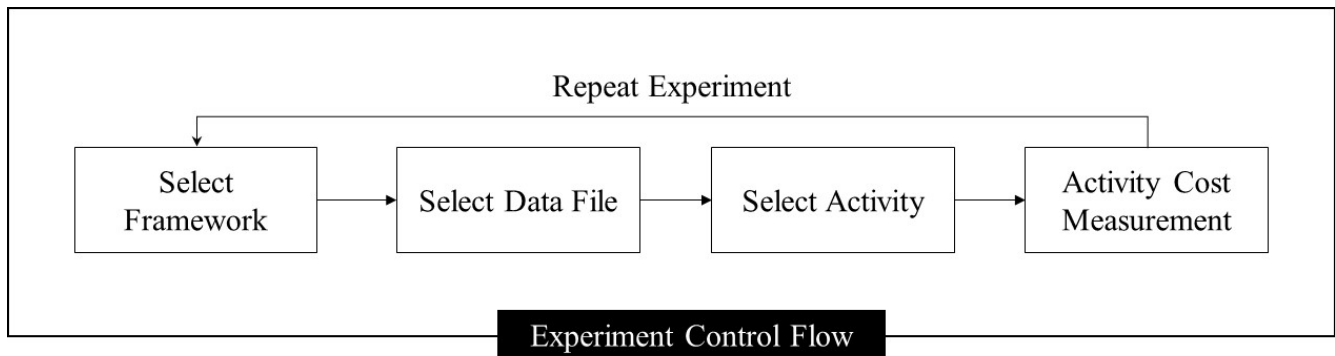 Repeat Experiment
Select
Framework
Select Data File
Select Activity
Activity Cost
Measurement
Experiment Control Flow